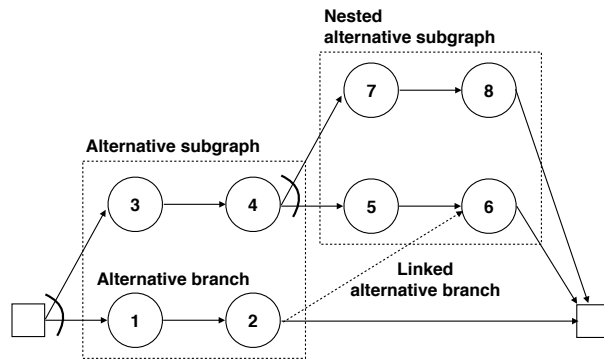 Nested
alternative subgraph
7
8
Alternative subgraph
3
4
5
6
Alternative branch
Linked
alternative branch
1
2